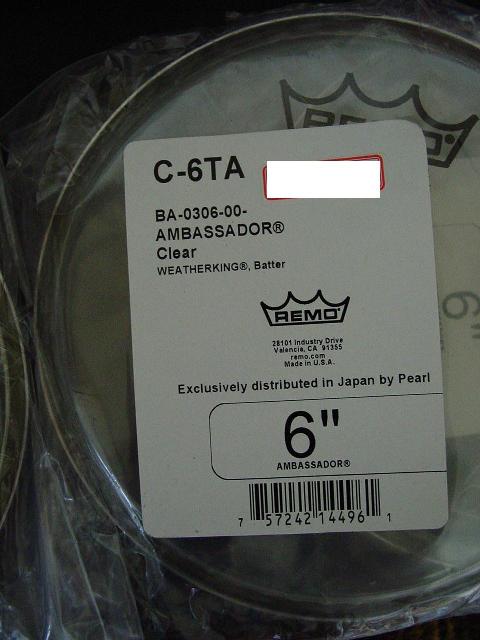 REMO
C-6TA
BA-0306-00-
AMBASSADOR®
Clear
WEATHERKING®, Batter
REMO
28101 Industry Drive
Valencia, CA 91355
remo.com
Made in U.S.A.
Exclusively distributed in Japan by Pearl
6"
6"
AMBASSADOR®
7 57242 14496 1